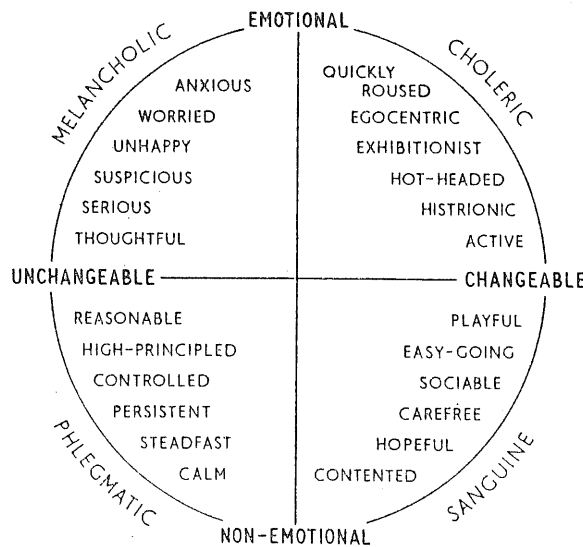 EMOTIONAL
MELANCHOLIC
CHOLERIC
ANXIOUS
WORRIED
UNHAPPY
SUSPICIOUS
SERIOUS
THOUGHTFUL
QUICKLY
ROUSED
EGOCENTRIC
EXHIBITIONIST
HOT-HEADED
HISTRIONIC
ACTIVE
UNCHANGEABLE
CHANGEABLE
REASONABLE
HIGH-PRINCIPLED
CONTROLLED
PERSISTENT
STEADFAST
CALM
PLAYFUL
EASY-GOING
SOCIABLE
CAREFREE
HOPEFUL
CONTENTED
PHLEGMATIC
SANGUINE
NON-EMOTIONAL